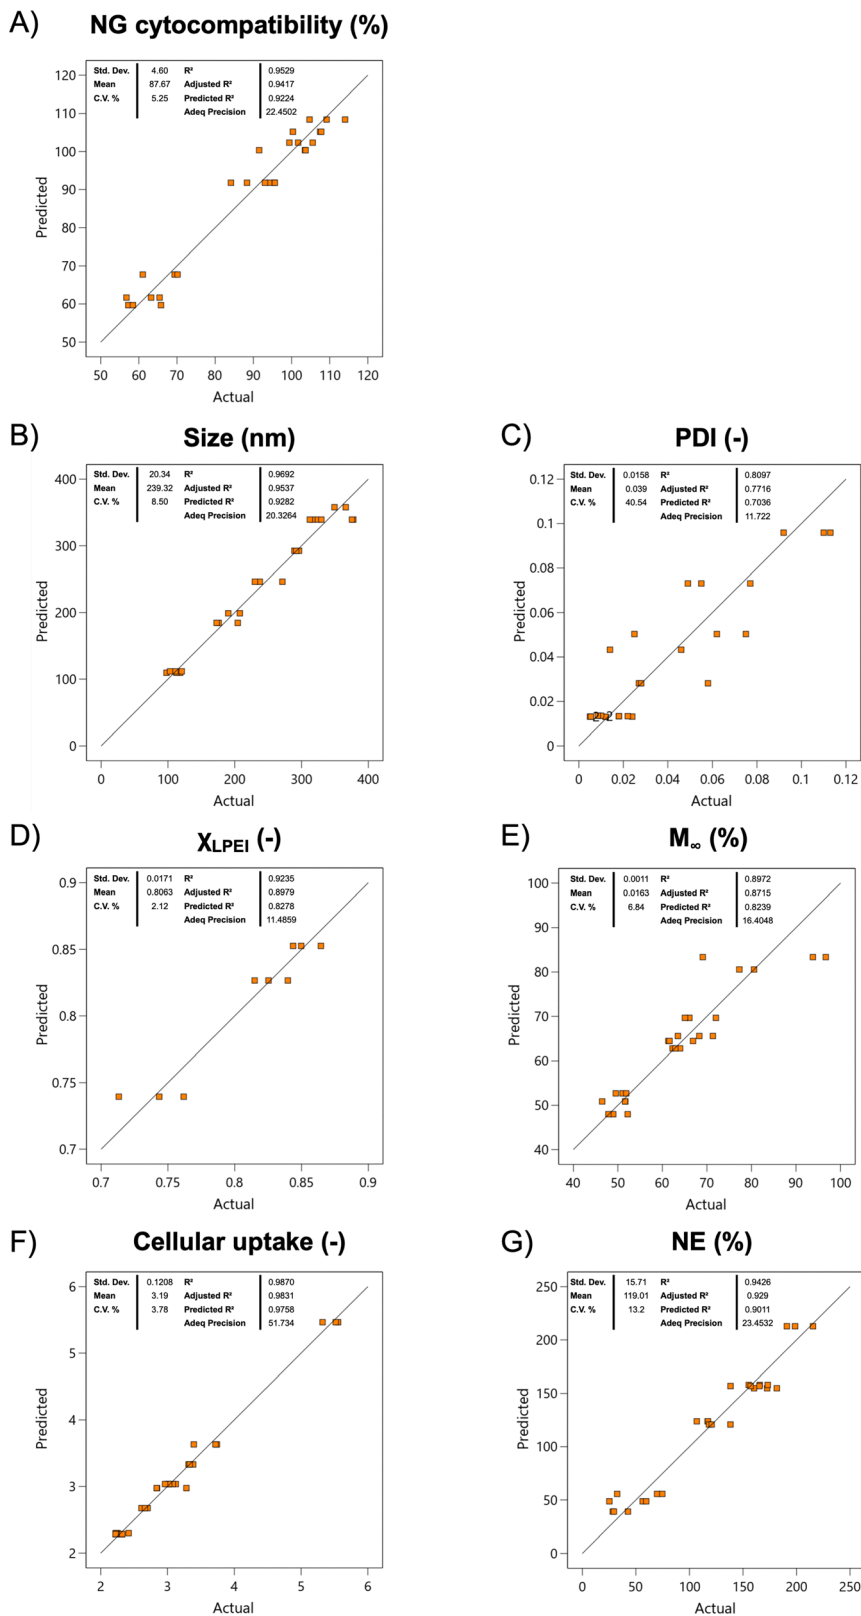 A)
NG cytocompatibility (%)
Std. Dev. 4.60 R² 0.9529
Mean 87.67 Adjusted R² 0.9417
C.V. % 5.25 Predicted R² 0.9224
Adeq Precision 22.4502
120
110
100
90
80
70
60
50
Predicted
50 60 70 80 90 100 110 120
Actual
B)
Size (nm)
Std. Dev. 20.34 R² 0.9692
Mean 239.32 Adjusted R² 0.9537
C.V. % 8.50 Predicted R² 0.9282
Adeq Precision 20.3264
400
300
200
100
0
Predicted
0 100 200 300 400
Actual
C)
PDI (-)
Std. Dev. 0.0158 R² 0.8097
Mean 0.039 Adjusted R² 0.7716
C.V. % 40.54 Predicted R² 0.7036
Adeq Precision 11.722
0.12
0.1
0.08
0.06
0.04
0.02
0
Predicted
2 2
0 0.02 0.04 0.06 0.08 0.1 0.12
Actual
D)
χLPEI (-)
Std. Dev. 0.0171 R² 0.9235
Mean 0.8063 Adjusted R² 0.8979
C.V. % 2.12 Predicted R² 0.8278
Adeq Precision 11.4859
0.9
0.85
0.8
0.75
0.7
Predicted
0.7 0.75 0.8 0.85 0.9
Actual
E)
M∞ (%)
Std. Dev. 0.0011 R² 0.8972
Mean 0.0163 Adjusted R² 0.8715
C.V. % 6.84 Predicted R² 0.8239
Adeq Precision 16.4048
100
90
80
70
60
50
40
Predicted
40 50 60 70 80 90 100
Actual
F)
Cellular uptake (-)
Std. Dev. 0.1208 R² 0.9870
Mean 3.19 Adjusted R² 0.9831
C.V. % 3.78 Predicted R² 0.9758
Adeq Precision 51.734
6
5
4
3
2
Predicted
2 3 4 5 6
Actual
G)
NE (%)
Std. Dev. 15.71 R² 0.9426
Mean 119.01 Adjusted R² 0.929
C.V. % 13.2 Predicted R² 0.9011
Adeq Precision 23.4532
250
200
150
100
50
0
Predicted
0 50 100 150 200 250
Actual